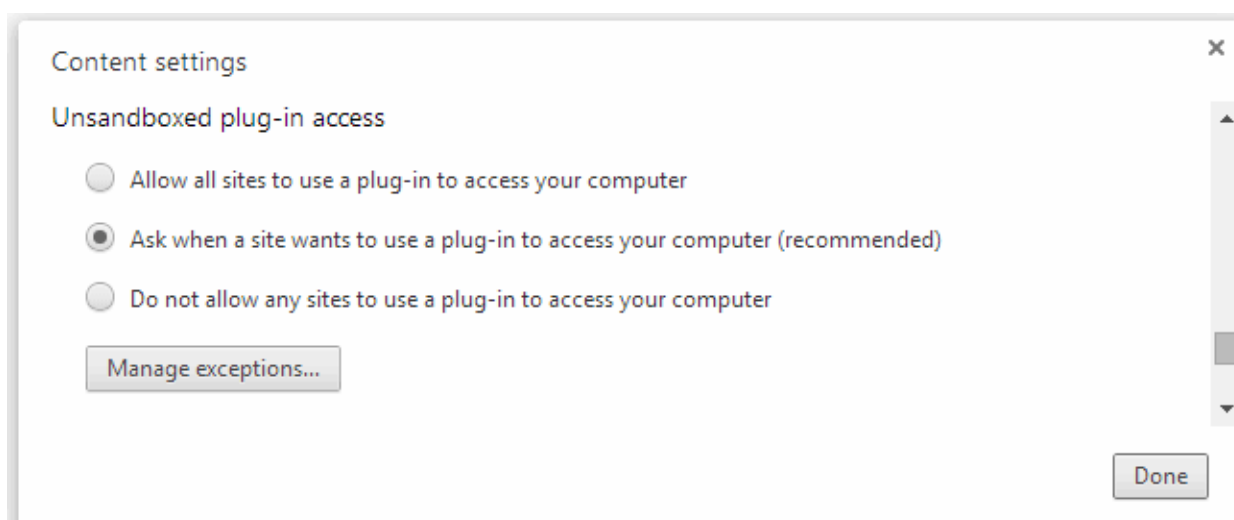 Content settings
Unsandboxed plug-in access
Allow all sites to use a plug-in to access your computer
Ask when a site wants to use a plug-in to access your computer (recommended)
Do not allow any sites to use a plug-in to access your computer
Manage exceptions...
Done